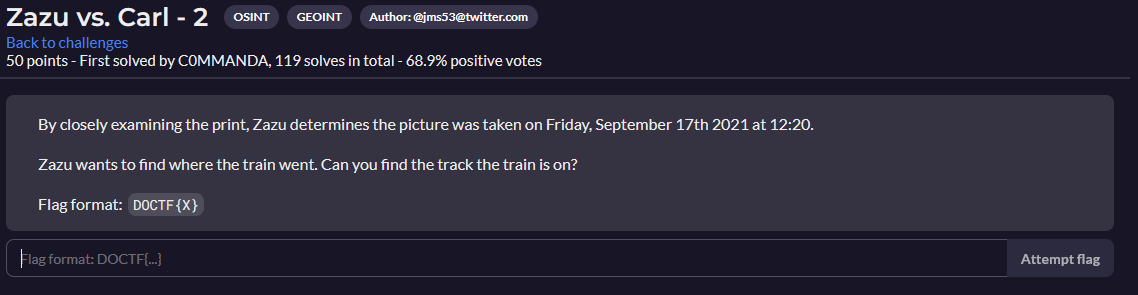 Zazu vs. Carl - 2 OSINT GEOINT Author: @jms53@twitter.com
Back to challenges
50 points - First solved by C0MMANDA, 119 solves in total - 68.9% positive votes
By closely examining the print, Zazu determines the picture was taken on Friday, September 17th 2021 at 12:20.
Zazu wants to find where the train went. Can you find the track the train is on?
Flag format: DOCTF{X}
Flag format: DOCTF{...} Attempt flag